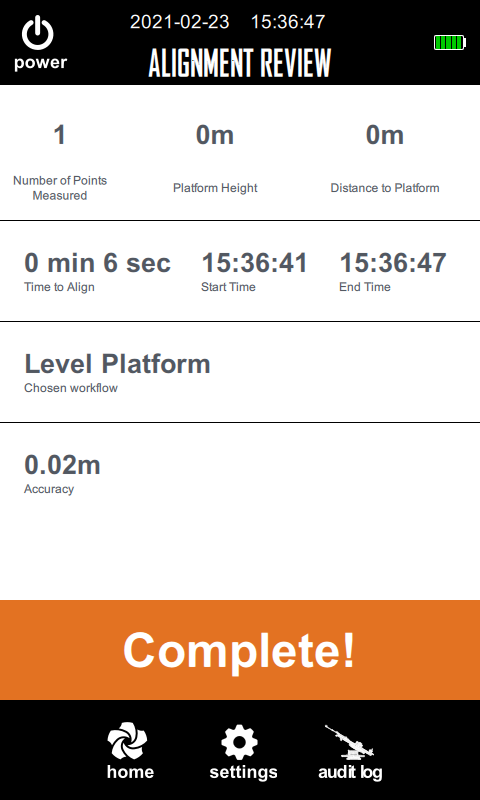 2021-02-23 15:36:47
power
ALIGNMENT REVIEW
1 0m 0m
Number of Points Measured Platform Height Distance to Platform
0 min 6 sec 15:36:41 15:36:47
Time to Align Start Time End Time
Level Platform
Chosen workflow
0.02m
Accuracy
Complete!
home settings audit log